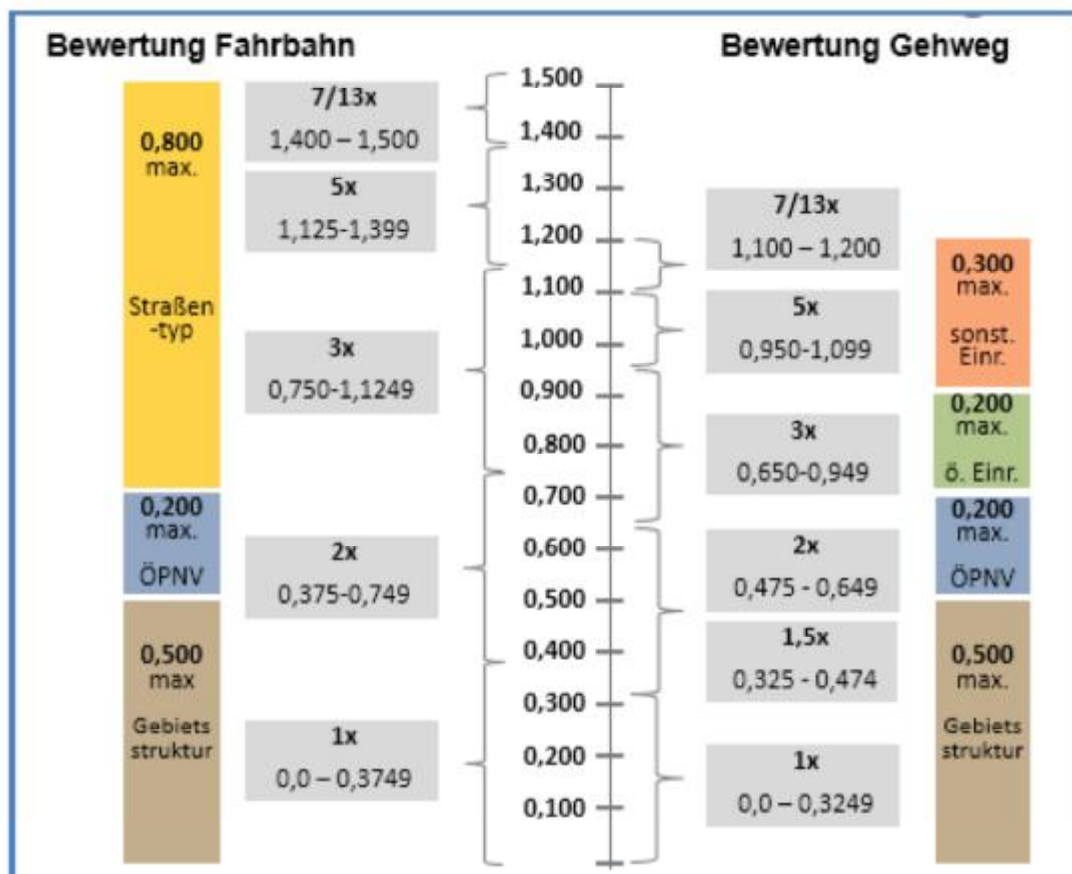 Bewertung Fahrbahn
0,800
max.
Straßen
-typ
0,200
max.
ÖPNV
0,500
max
Gebiets
struktur
7/13x
1,400 – 1,500
5x
1,125-1,399
3x
0,750-1,1249
2x
0,375-0,749
1x
0,0 – 0,3749
1,500
1,400
1,300
1,200
1,100
1,000
0,900
0,800
0,700
0,600
0,500
0,400
0,300
0,200
0,100
Bewertung Gehweg
7/13x
1,100 – 1,200
5x
0,950-1,099
3x
0,650-0,949
2x
0,475 - 0,649
1,5x
0,325 - 0,474
1x
0,0 – 0,3249
0,300
max.
sonst.
Einr.
0,200
max.
ö. Einr.
0,200
max.
ÖPNV
0,500
max.
Gebiets
struktur